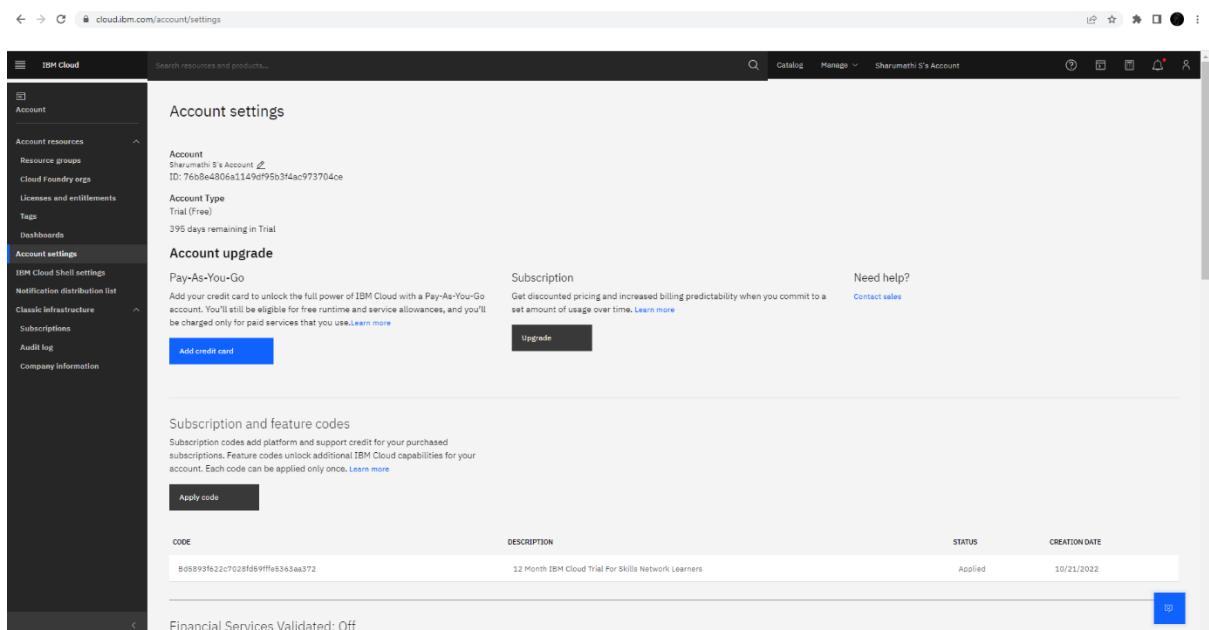 cloud.ibm.com/account/settings
IBM Cloud
Search resources and products...
Catalog
Manage
Sharumathi S's Account
Account
Account resources
Resource groups
Cloud Foundry orgs
Licenses and entitlements
Tags
Dashboards
Account settings
IBM Cloud Shell settings
Notification distribution list
Classic infrastructure
Subscriptions
Audit log
Company information
Account settings
Account
Sharumathi S's Account
ID: 76b8e4806a1149df95b3f4ac973704ce
Account Type
Trial (Free)
395 days remaining in Trial
Account upgrade
Pay-As-You-Go
Add your credit card to unlock the full power of IBM Cloud with a Pay-As-You-Go
account. You'll still be eligible for free runtime and service allowances, and you'll
be charged only for paid services that you use.Learn more
Add credit card
Subscription
Get discounted pricing and increased billing predictability when you commit to a
set amount of usage over time. Learn more
Upgrade
Need help?
Contact sales
Subscription and feature codes
Subscription codes add platform and support credit for your purchased
subscriptions. Feature codes unlock additional IBM Cloud capabilities for your
account. Each code can be applied only once. Learn more
Apply code
CODE DESCRIPTION STATUS CREATION DATE
8d5893f622c7028fd59fffe5363aa372 12 Month IBM Cloud Trial For Skills Network Learners Applied 10/21/2022
Financial Services Validated: Off